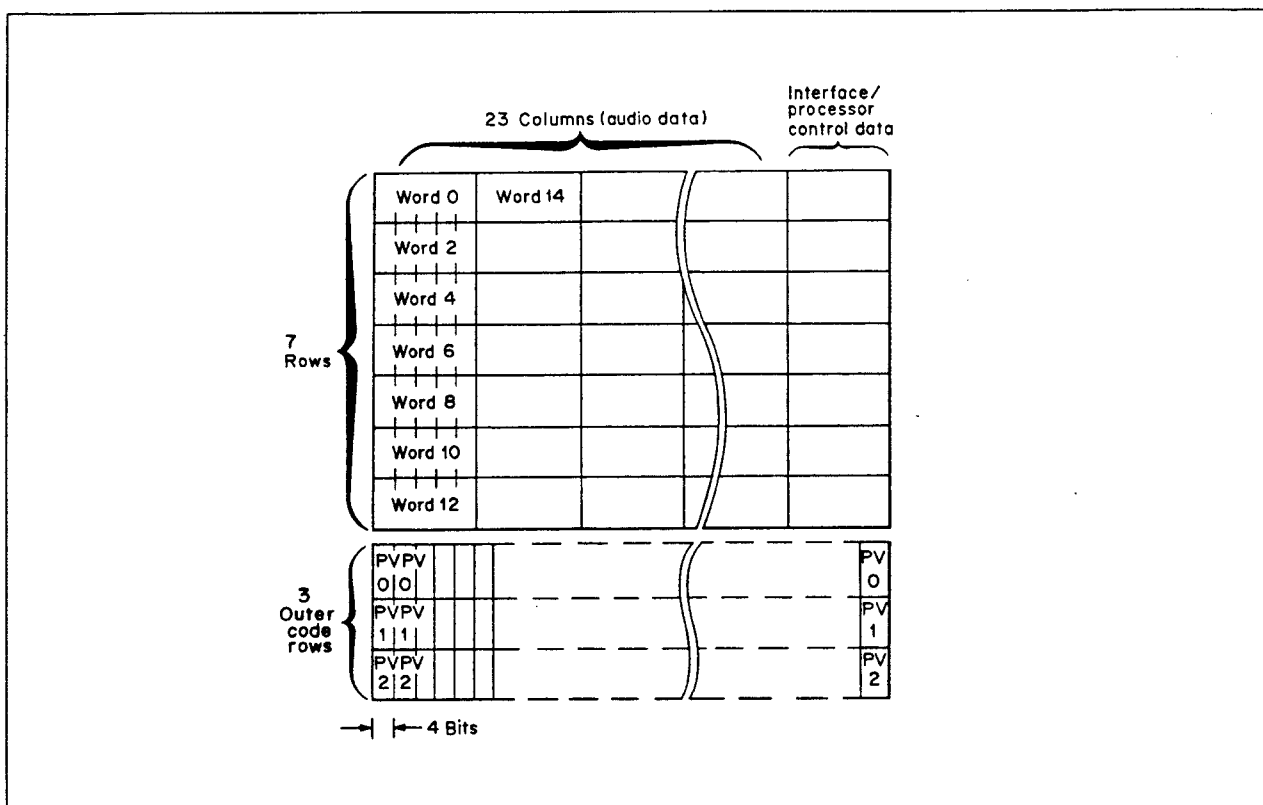 Interface/
processor
control data
23 Columns (audio data)
Word 0
Word 14
Word 2
Word 4
7
Rows
Word 6
Word 8
Word 10
Word 12
3
Outer
code
rows
PV PV
0 0
PV
0
PV PV
1 1
PV
1
PV PV
2 2
PV
2
4 Bits